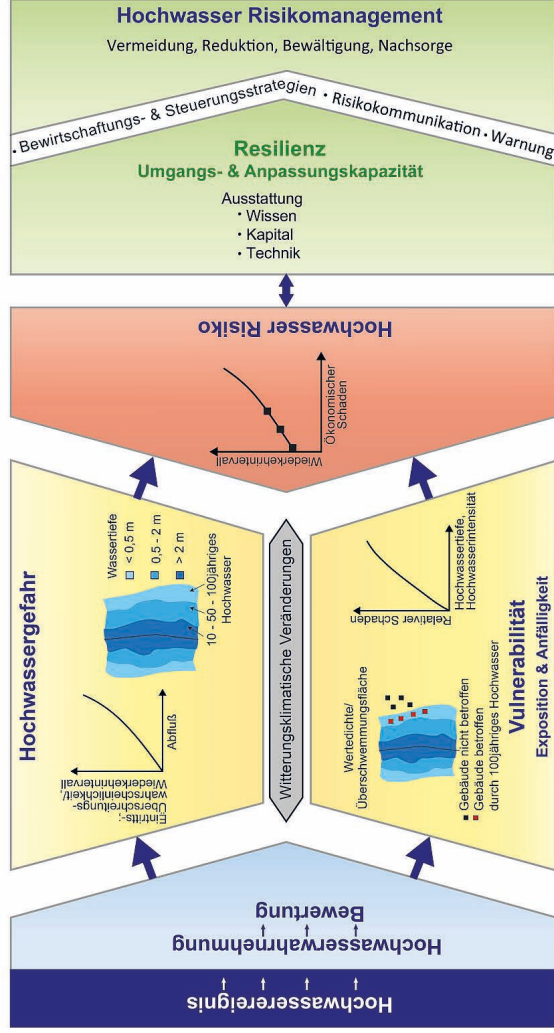 Hochwasser Risikomanagement
Vermeidung, Reduktion, Bewältigung, Nachsorge
• Bewirtschaftungs- & Steuerungsstrategien
• Risikokommunikation • Warnung
Resilienz
Umgangs- & Anpassungskapazität
Ausstattung
• Wissen
• Kapital
• Technik
Hochwasser Risiko
Wiederkehrintervall
Ökonomischer
Schaden
Hochwassergefahr
Eintritts-,
Überschreitungs-
wahrscheinlichkeit/
Wiederkehrintervall
Abfluß
Wassertiefe
< 0,5 m
0,5 - 2 m
> 2 m
10 - 50 - 100jähriges
Hochwasser
Witterungsklimatische Veränderungen
Wertedichte/
Überschwemmungsfläche
Relativer Schaden
Hochwassertiefe,
Hochwasserintensität
Gebäude nicht betroffen
Gebäude betroffen
durch 100jähriges Hochwasser
Vulnerabilität
Exposition & Anfälligkeit
Bewertung
Hochwasserwahrnehmung
Hochwasserereignis